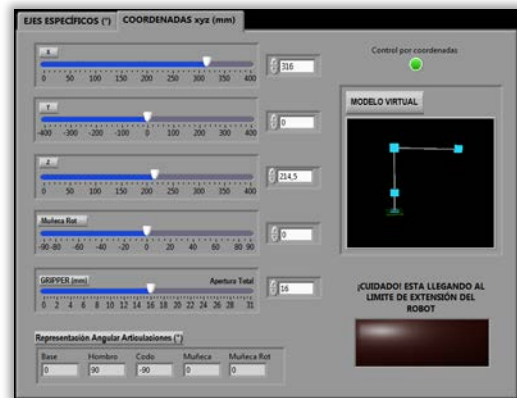 EJES ESPECÍFICOS (°) COORDENADAS xyz (mm)
X
0 50 100 150 200 250 300 350 400
316
Y
-400 -300 -200 -100 0 100 200 300 400
0
Z
0 50 100 150 200 250 300 350 400
214,5
Muñeca Rot
-90 -80 -60 -40 -20 0 20 40 60 80 90
0
GRIPPER (mm) Apertura Total
0 2 4 6 8 10 12 14 16 18 20 22 24 26 28 31
16
Representación Angular Articulaciones (°)
Base Hombro Codo Muñeca Muñeca Rot
0 90 -90 0 0
Control por coordenadas
MODELO VIRTUAL
¡CUIDADO! ESTA LLEGANDO AL
LIMITE DE EXTENSIÓN DEL
ROBOT